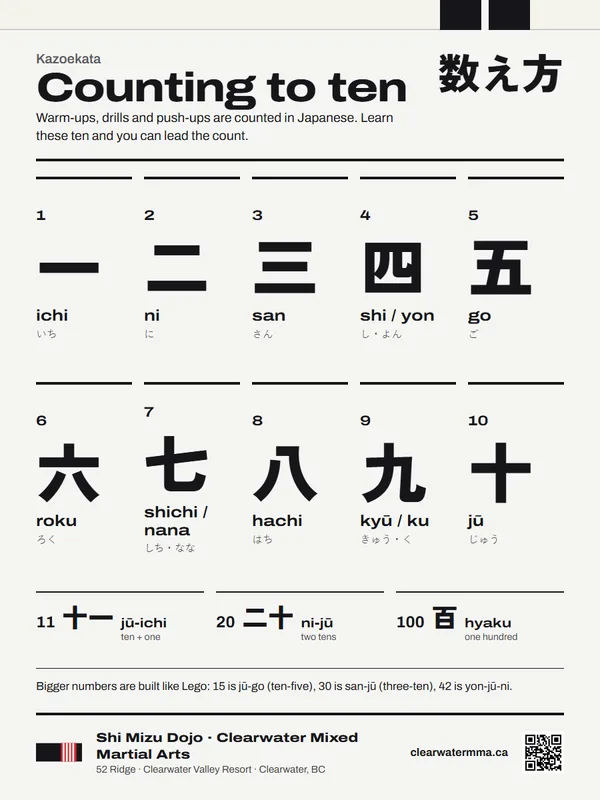 Kazoekata
Counting to ten
数え方
Warm-ups, drills and push-ups are counted in Japanese. Learn
these ten and you can lead the count.
1
一
ichi
いち
2
二
ni
に
3
三
san
さん
4
四
shi / yon
し・よん
5
五
go
ご
6
六
roku
ろく
7
七
shichi /
nana
しち・なな
8
八
hachi
はち
9
九
kyū / ku
きゅう・く
10
十
jū
じゅう
11 十一 jū-ichi
ten + one
20 二十 ni-jū
two tens
100 百 hyaku
one hundred
Bigger numbers are built like Lego: 15 is jū-go (ten-five), 30 is san-jū (three-ten), 42 is yon-jū-ni.
Shi Mizu Dojo · Clearwater Mixed
Martial Arts
52 Ridge · Clearwater Valley Resort · Clearwater, BC
clearwatermma.ca